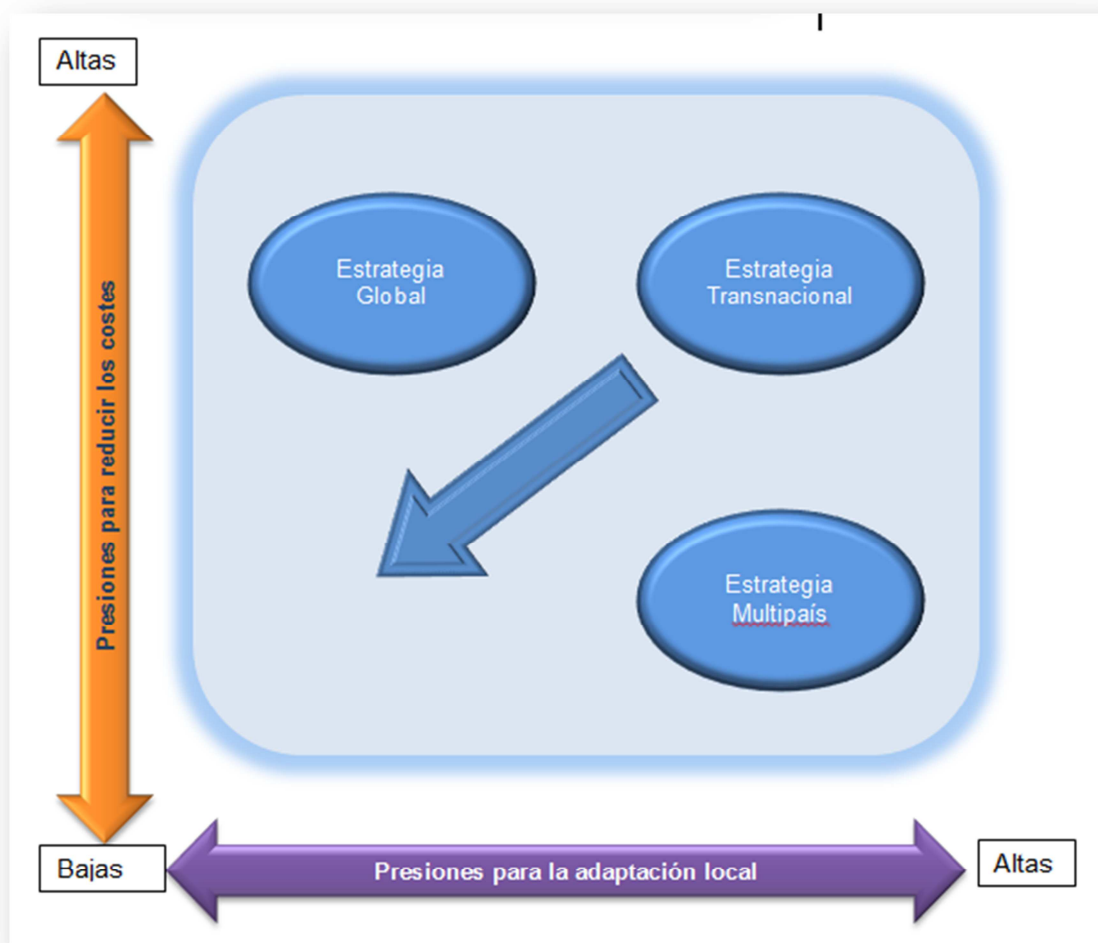 Altas
Estrategia
Global
Estrategia
Transnacional
Presiones para reducir los costes
Estrategia
Multipaís
Bajas
Presiones para la adaptación local
Altas